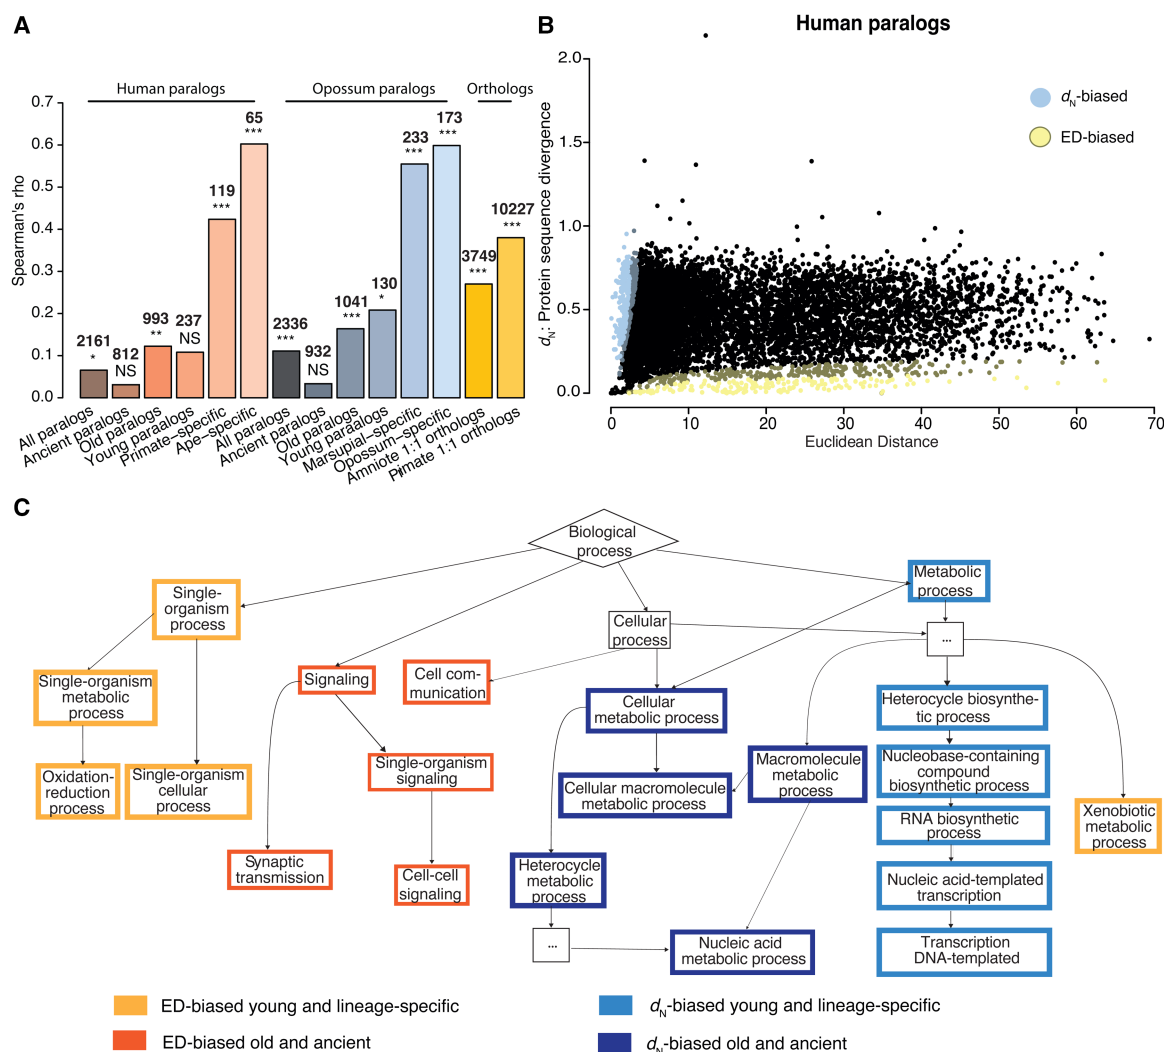 A
Human paralogs
Opossum paralogs
Orthologs
Spearman's rho
0.7
0.6
0.5
0.4
0.3
0.2
0.1
0.0
2161
*
812
NS
993
**
237
NS
119
***
65
***
2336
***
932
NS
1041
***
130
*
233
***
173
***
3749
***
10227
***
All paralogs
Ancient paralogs
Old paralogs
Young paralogs
Primate–specific
Ape–specific
All paralogs
Ancient paralogs
Old paralogs
Young paralogs
Marsupial–specific
Opossum–specific
Amniote 1:1 orthologs
Primate 1:1 orthologs
B
Human paralogs
dN: Protein sequence divergence
2.0
1.5
1.0
0.5
0.0
dN-biased
ED-biased
0
10
20
30
40
50
60
70
Euclidean Distance
C
Biological
process
Single-
organism
process
Metabolic
process
Cellular
process
...
Single-organism
metabolic
process
Signaling
Cell com-
munication
Cellular
metabolic process
Heterocycle biosynthe-
tic process
Oxidation-
reduction
process
Single-organism
cellular
process
Single-organism
signaling
Cellular macromolecule
metabolic process
Macromolecule
metabolic
process
Nucleobase-containing
compound
biosynthetic process
RNA biosynthetic
process
Xenobiotic
metabolic
process
Synaptic
transmission
Cell-cell
signaling
Heterocycle
metabolic
process
Nucleic acid-templated
transcription
...
Nucleic acid
metabolic process
Transcription
DNA-templated
ED-biased young and lineage-specific
dN-biased young and lineage-specific
ED-biased old and ancient
dN-biased old and ancient